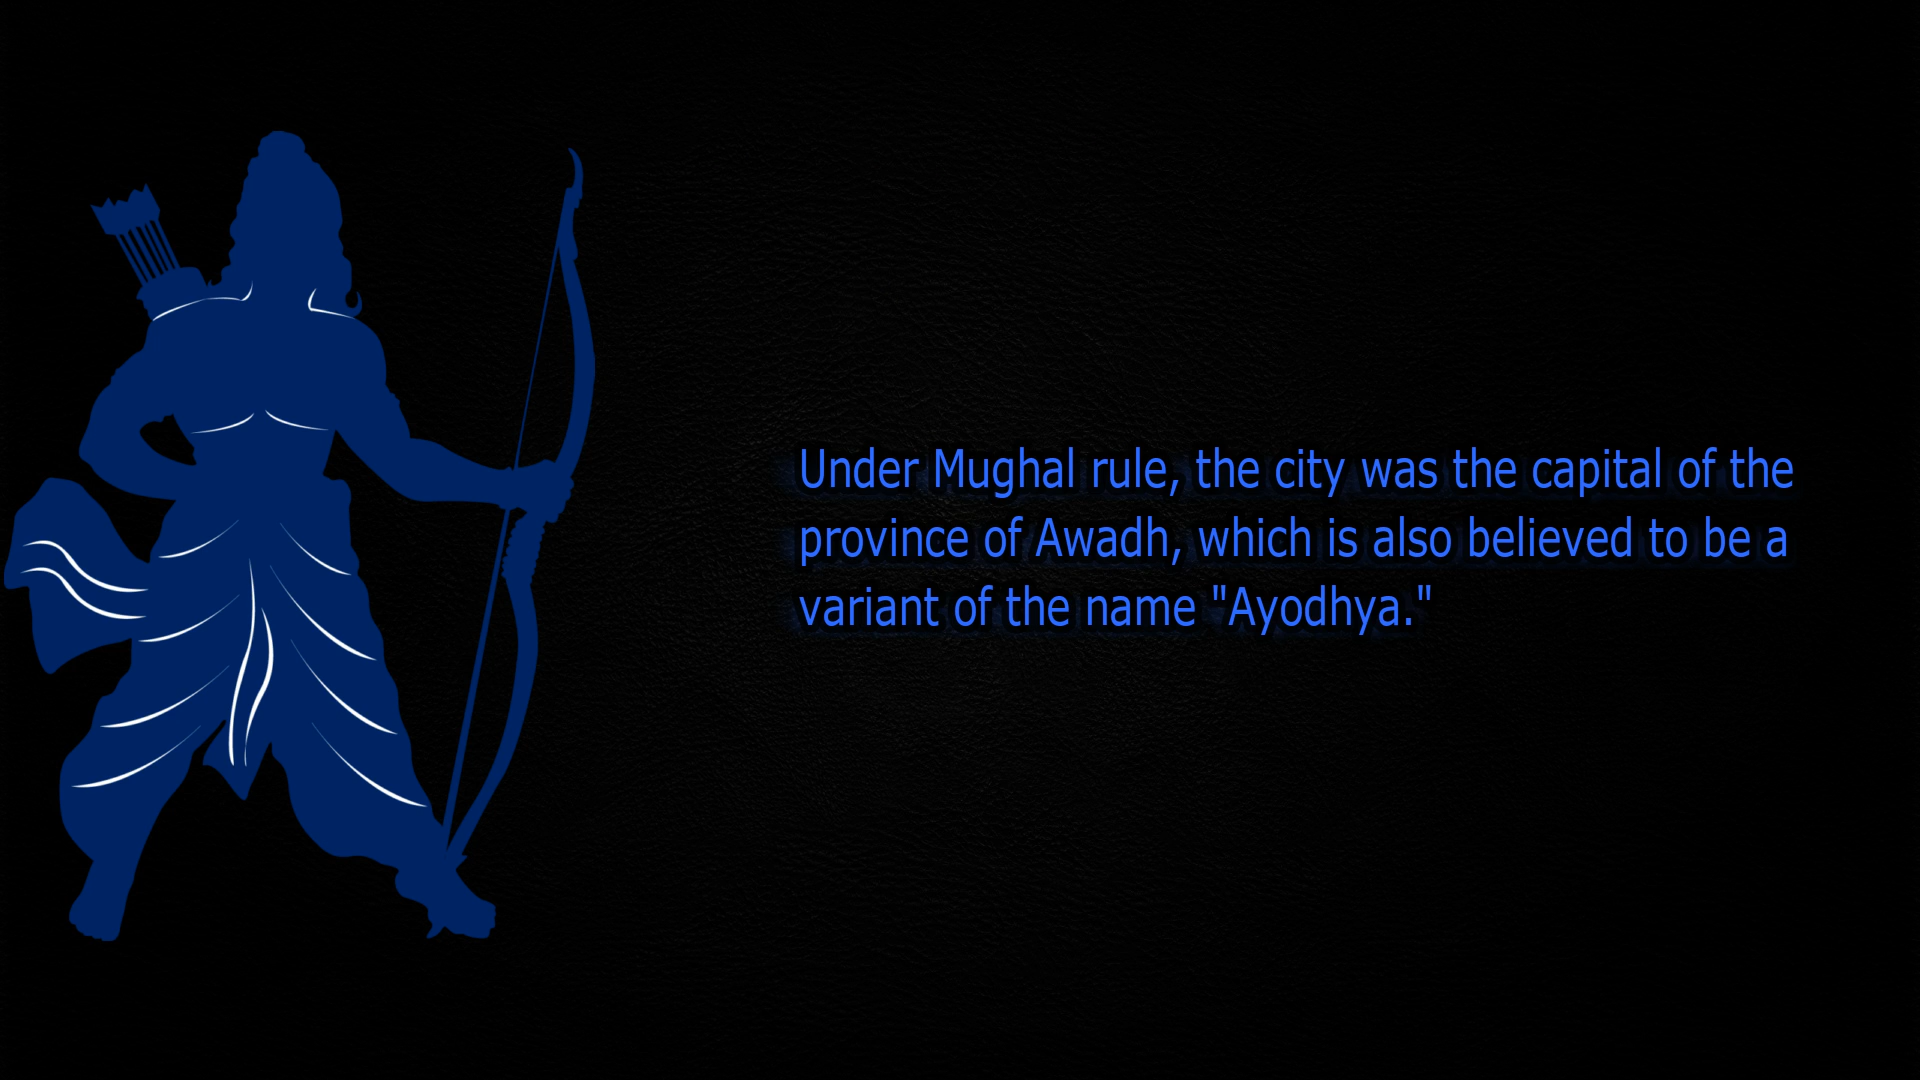 Under Mughal rule, the city was the capital of the
province of Awadh, which is also believed to be a
variant of the name "Ayodhya."